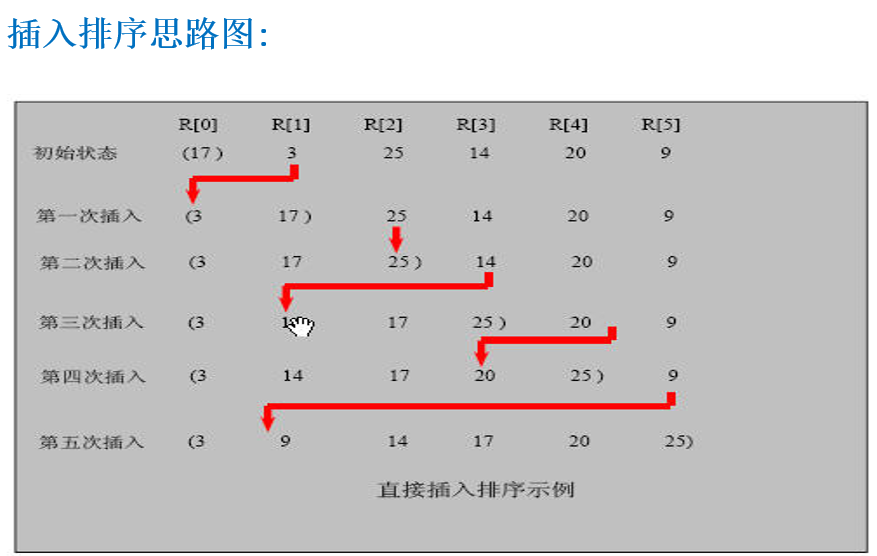 插入排序思路图:
R[0] R[1] R[2] R[3] R[4] R[5]
初始状态 (17 ) 3 25 14 20 9
第一次插入 (3 17 ) 25 14 20 9
第二次插入 (3 17 25 ) 14 20 9
第三次插入 (3 17 25 ) 20 9
第四次插入 (3 14 17 20 25 ) 9
第五次插入 (3 9 14 17 20 25)
直接插入排序示例